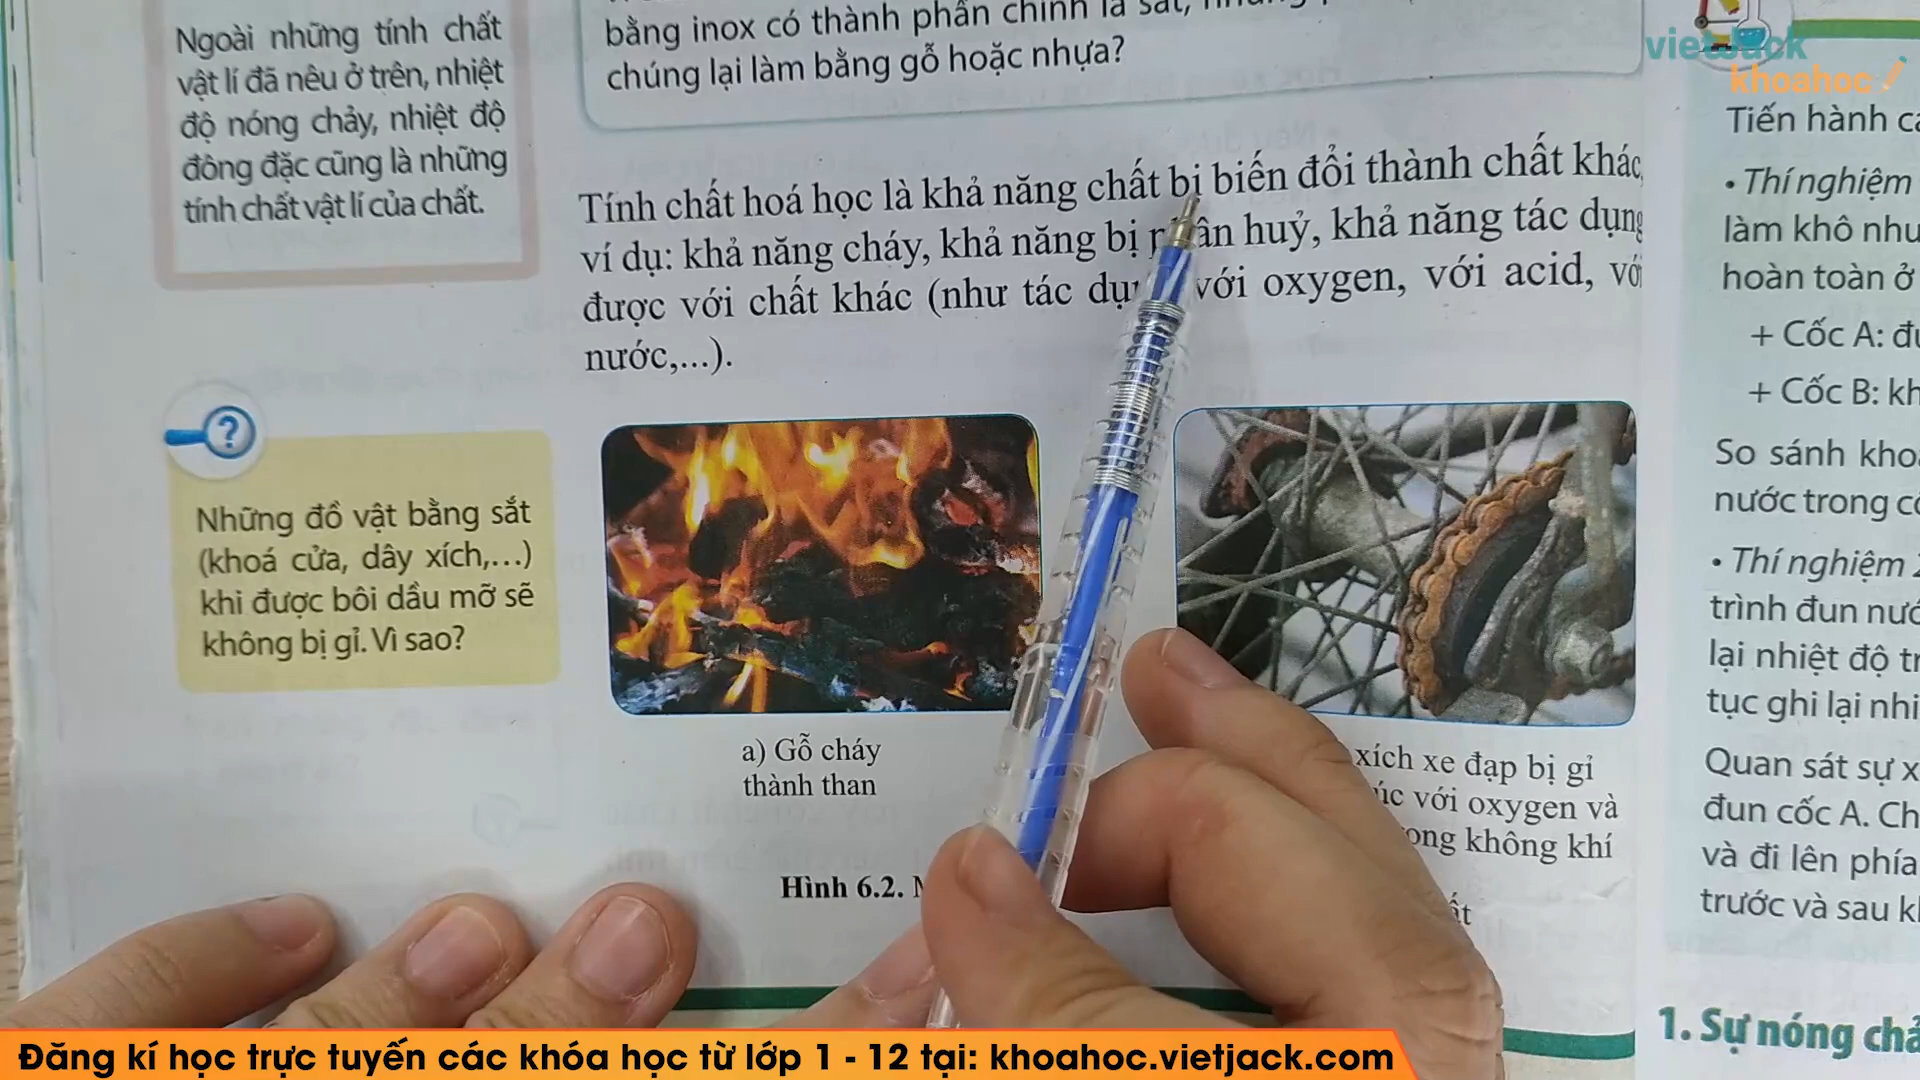 Ngoài những tính chất
vật lí đã nêu ở trên, nhiệt
độ nóng chảy, nhiệt độ
đông đặc cũng là những
tính chất vật lí của chất.
bằng inox có thành phần chính là sắt,
chúng lại làm bằng gỗ hoặc nhựa?
Tính chất hoá học là khả năng chất bị biến đổi thành chất khác,
ví dụ: khả năng cháy, khả năng bị phân huỷ, khả năng tác dụng
được với chất khác (như tác dụng với oxygen, với acid, với
nước,...).
?
Những đồ vật bằng sắt
(khoá cửa, dây xích,...)
khi được bôi dầu mỡ sẽ
không bị gỉ. Vì sao?
a) Gỗ cháy
thành than
xích xe đạp bị gỉ
với oxygen và
không khí
Hình 6.2.
vietJack
khoahoc
Tiến hành
• Thí nghiệm
làm khô
hoàn toàn ở
+ Cốc A:
+ Cốc B:
So sánh
nước trong
• Thí nghiệm
trình đun
lại nhiệt độ
tục ghi lại
Quan sát sự
đun cốc A.
và đi lên phía
trước và sau
1. Sự nóng
Đăng kí học trực tuyến các khóa học từ lớp 1 - 12 tại: khoahoc.vietjack.com